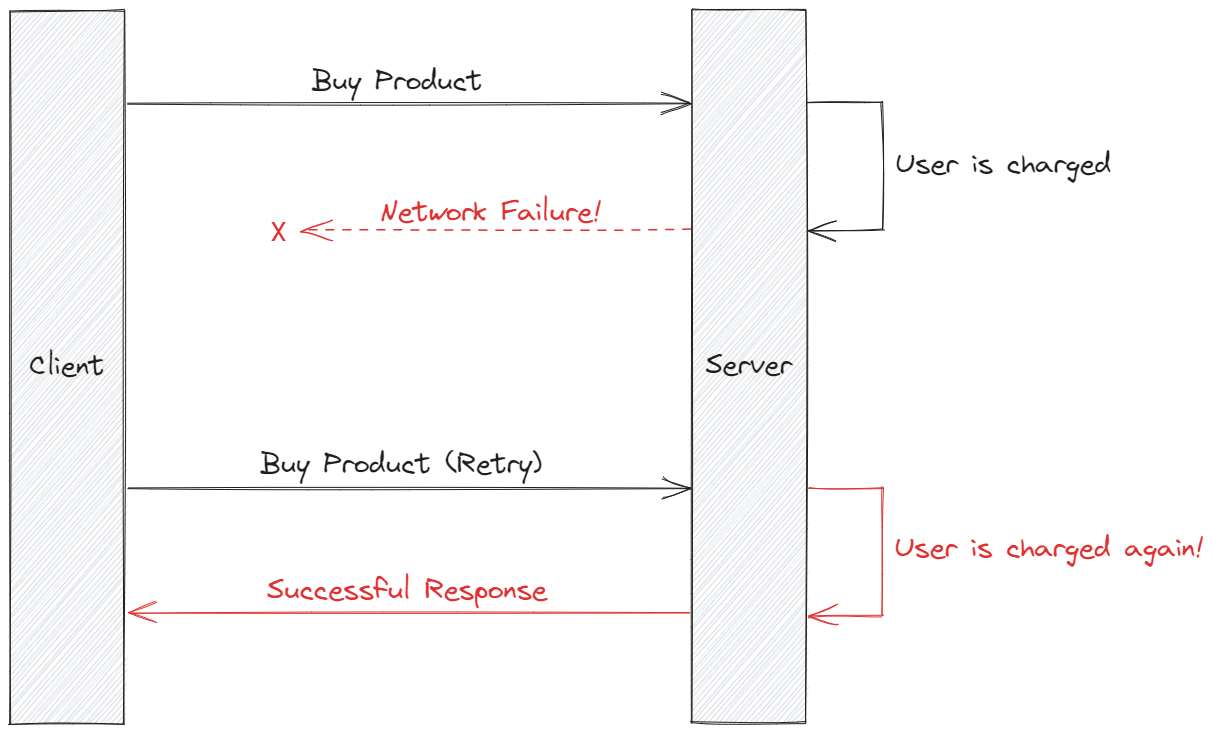 Buy Product
User is charged
Network Failure!
X
Client
Server
Buy Product (Retry)
User is charged again!
Successful Response